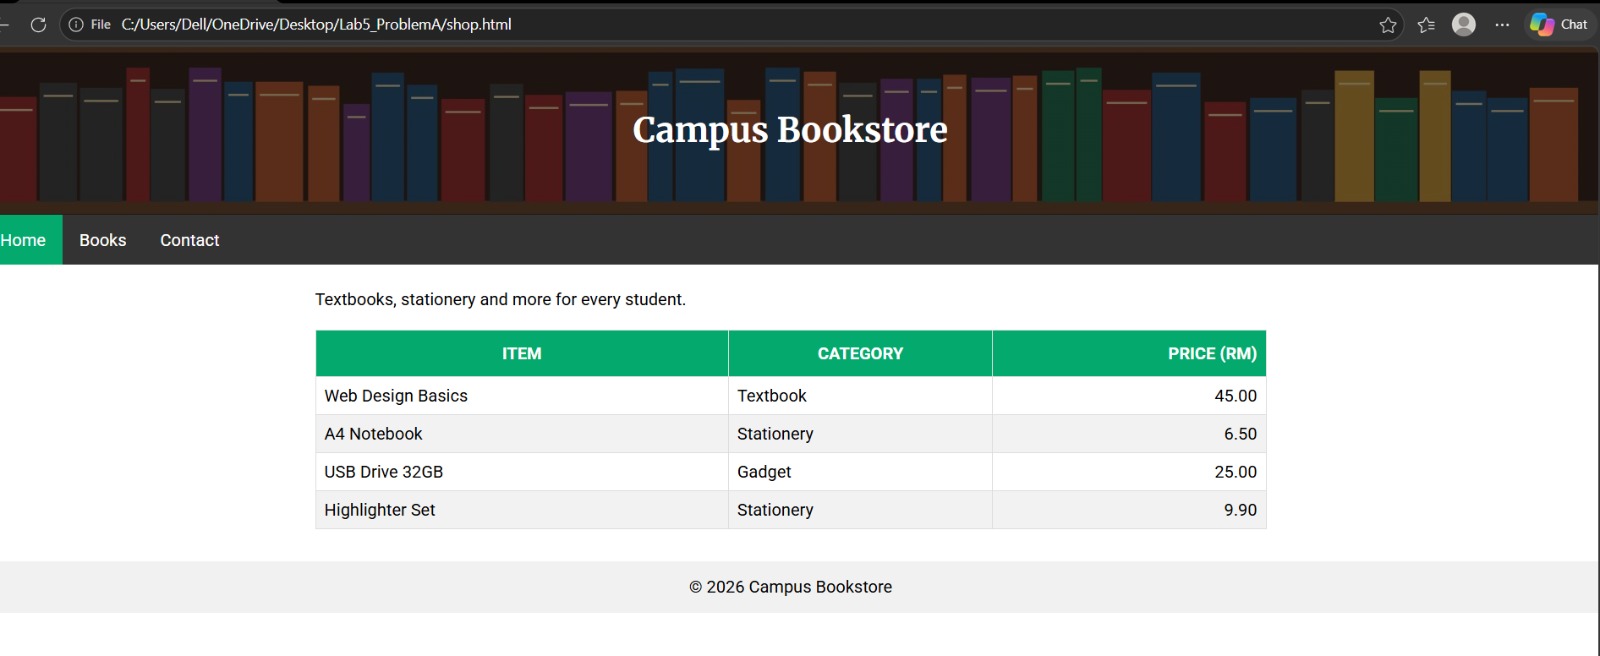 File C:/Users/Dell/OneDrive/Desktop/Lab5_ProblemA/shop.html Chat
Campus Bookstore
Home Books Contact
Textbooks, stationery and more for every student.
ITEM CATEGORY PRICE (RM)
Web Design Basics Textbook 45.00
A4 Notebook Stationery 6.50
USB Drive 32GB Gadget 25.00
Highlighter Set Stationery 9.90
© 2026 Campus Bookstore